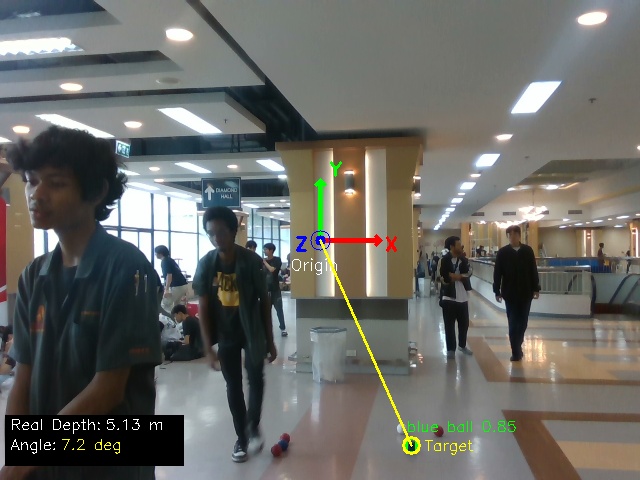 DIAMOND
HALL
Y
Z
X
Origin
blue ball 0.85
Target
Real Depth: 5.13 m
Angle: 7.2 deg